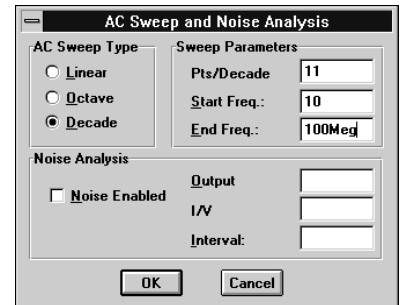 AC Sweep and Noise Analysis
AC Sweep Type
Linear
Octave
Decade
Sweep Parameters
Pts/Decade 11
Start Freq.: 10
End Freq.: 100Meg
Noise Analysis
Noise Enabled
Output
I/V
Interval:
OK Cancel